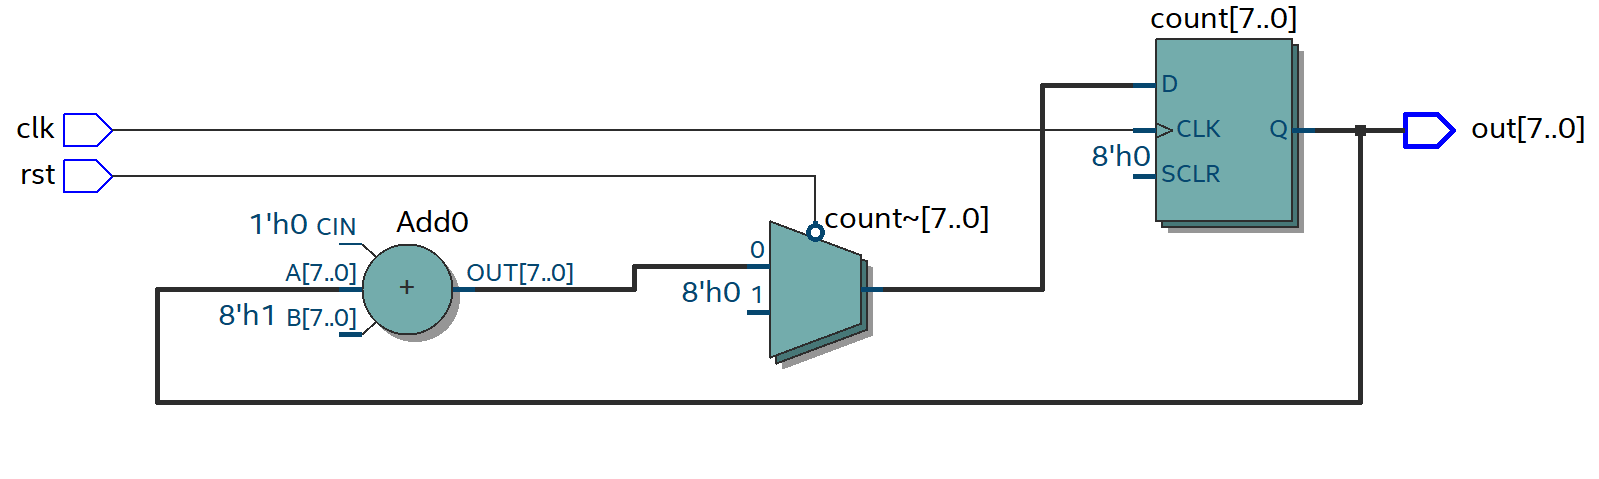 count[7..0]
D
clk
CLK
Q
out[7..0]
8'h0
rst
SCLR
1'h0 CIN
Add0
count~[7..0]
0
A[7..0]
OUT[7..0]
+
8'h0 1
8'h1 B[7..0]